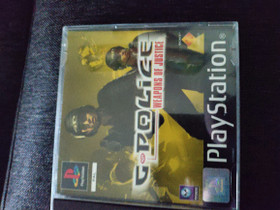 G-POLICE
WEAPONS OF JUSTICE
PlayStation